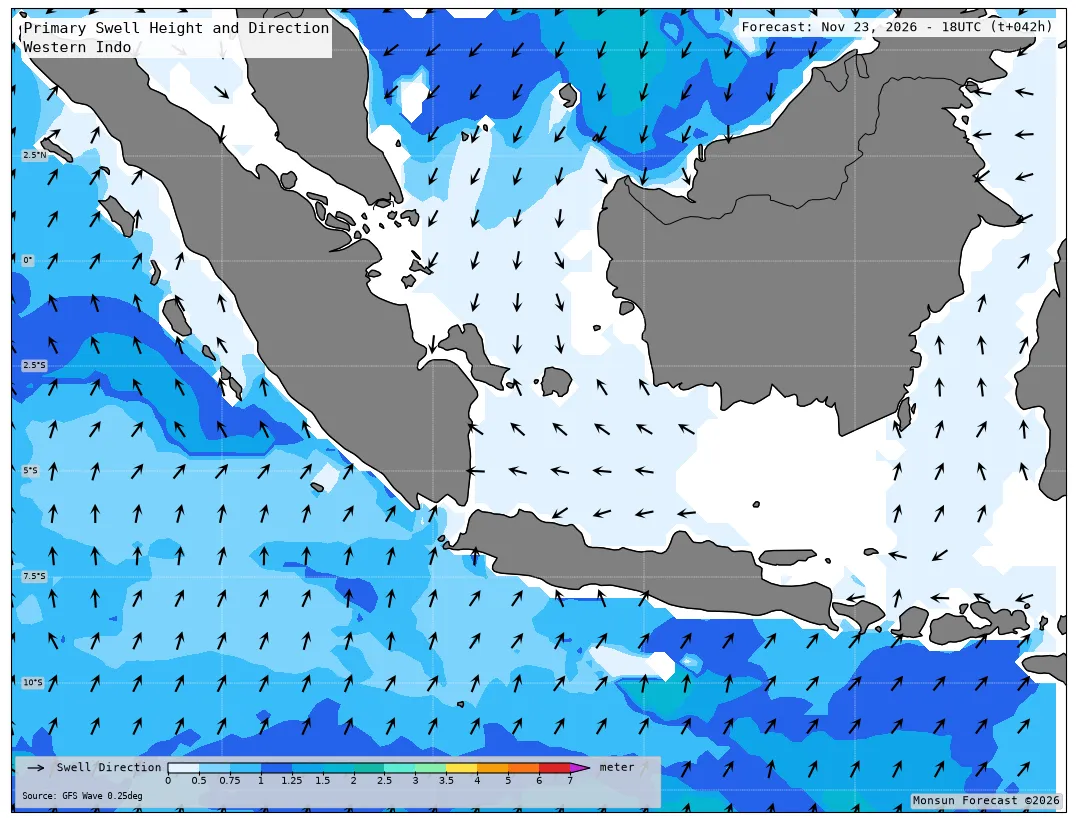 Primary Swell Height and Direction
Western Indo
Forecast: Nov 23, 2026 - 18UTC (t+042h)
2.5°N
0°
2.5°S
5°S
7.5°S
10°S
Swell Direction
0 0.5 0.75 1 1.25 1.5 2 2.5 3 3.5 4 5 6 7
meter
Source: GFS Wave 0.25deg
Monsun Forecast ©2026